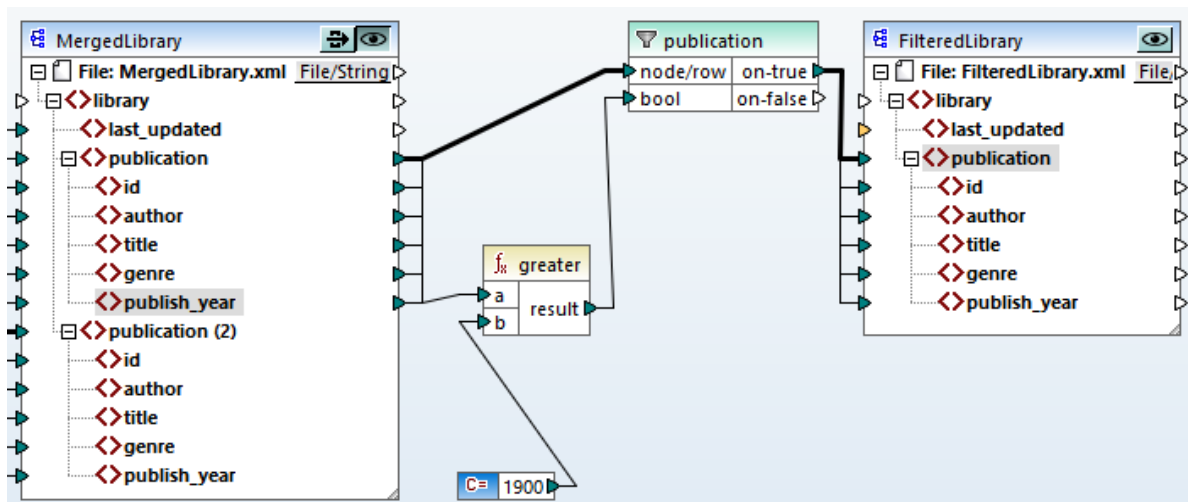 MergedLibrary
File: MergedLibrary.xml File/String
library
last_updated
publication
id
author
title
genre
publish_year
publication (2)
id
author
title
genre
publish_year
publication
node/row on-true
bool on-false
fx greater
a
result
b
C= 1900
FilteredLibrary
File: FilteredLibrary.xml File/
library
last_updated
publication
id
author
title
genre
publish_year